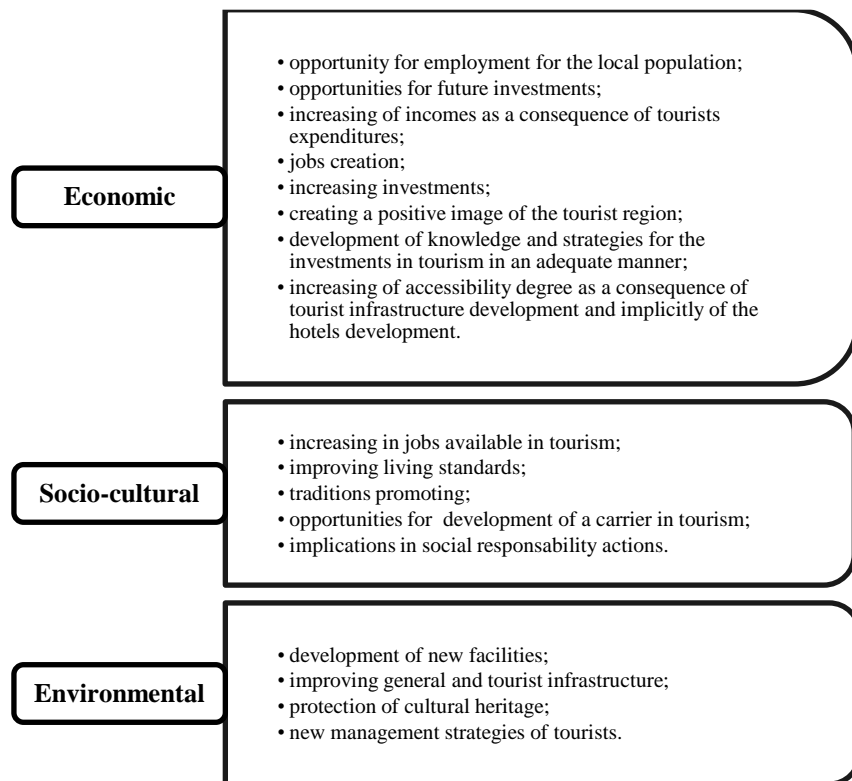 Economic
• opportunity for employment for the local population;
• opportunities for future investments;
• increasing of incomes as a consequence of tourists
expenditures;
• jobs creation;
• increasing investments;
• creating a positive image of the tourist region;
• development of knowledge and strategies for the
investments in tourism in an adequate manner;
• increasing of accessibility degree as a consequence of
tourist infrastructure development and implicitly of the
hotels development.
Socio-cultural
• increasing in jobs available in tourism;
• improving living standards;
• traditions promoting;
• opportunities for development of a carrier in tourism;
• implications in social responsability actions.
Environmental
• development of new facilities;
• improving general and tourist infrastructure;
• protection of cultural heritage;
• new management strategies of tourists.